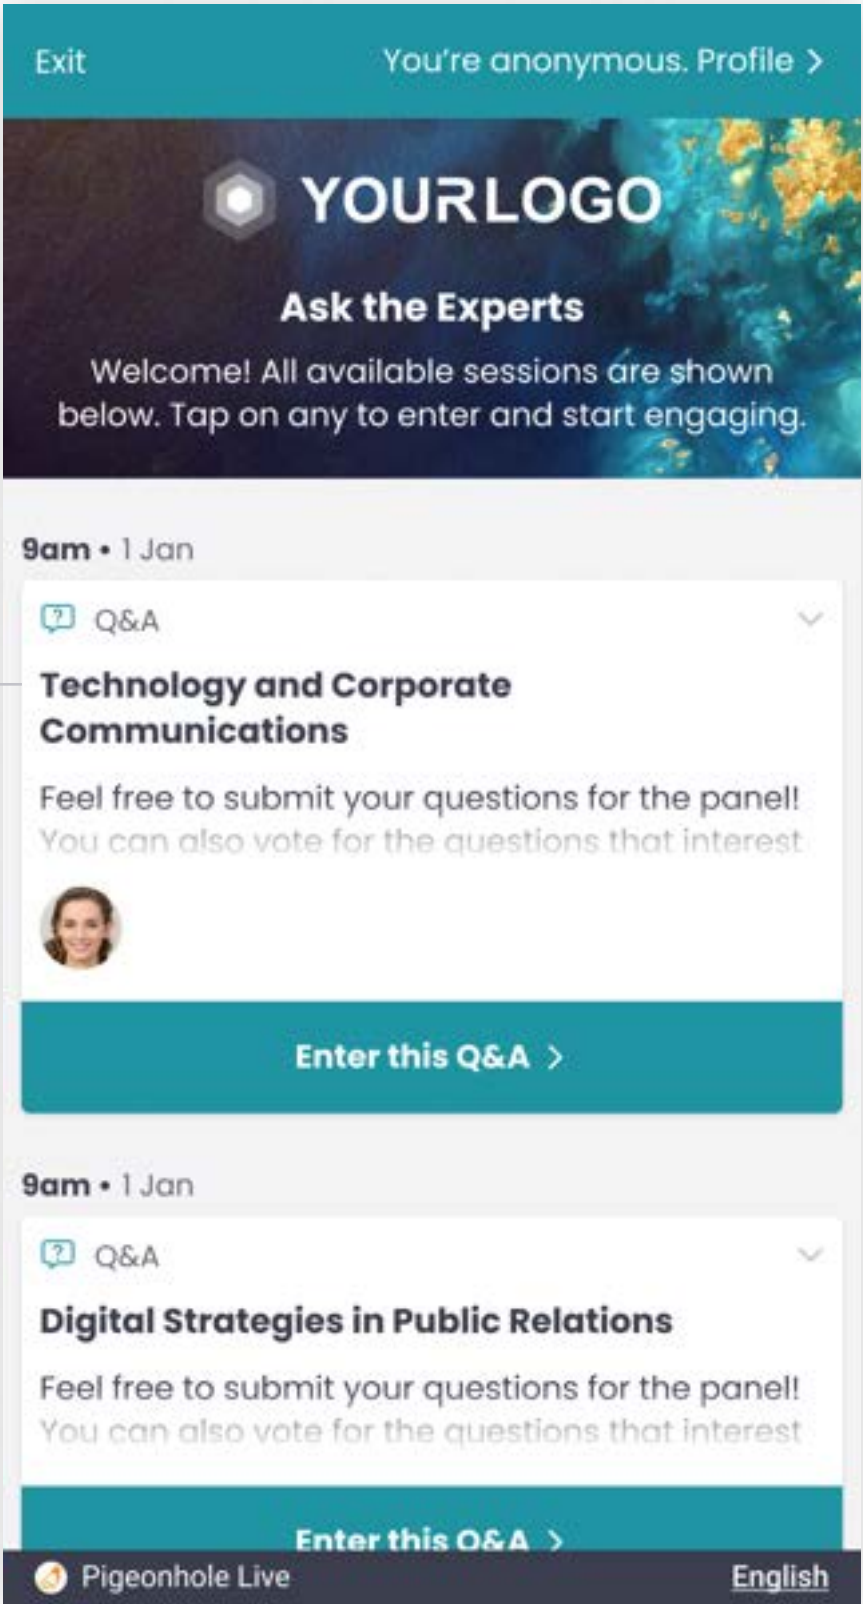 Exit
You're anonymous. Profile >
YOURLOGO
Ask the Experts
Welcome! All available sessions are shown
below. Tap on any to enter and start engaging.
9am • 1 Jan
? Q&A
Technology and Corporate
Communications
Feel free to submit your questions for the panel!
You can also vote for the questions that interest
Enter this Q&A >
9am • 1 Jan
? Q&A
Digital Strategies in Public Relations
Feel free to submit your questions for the panel!
You can also vote for the questions that interest
Enter this Q&A >
Pigeonhole Live
English